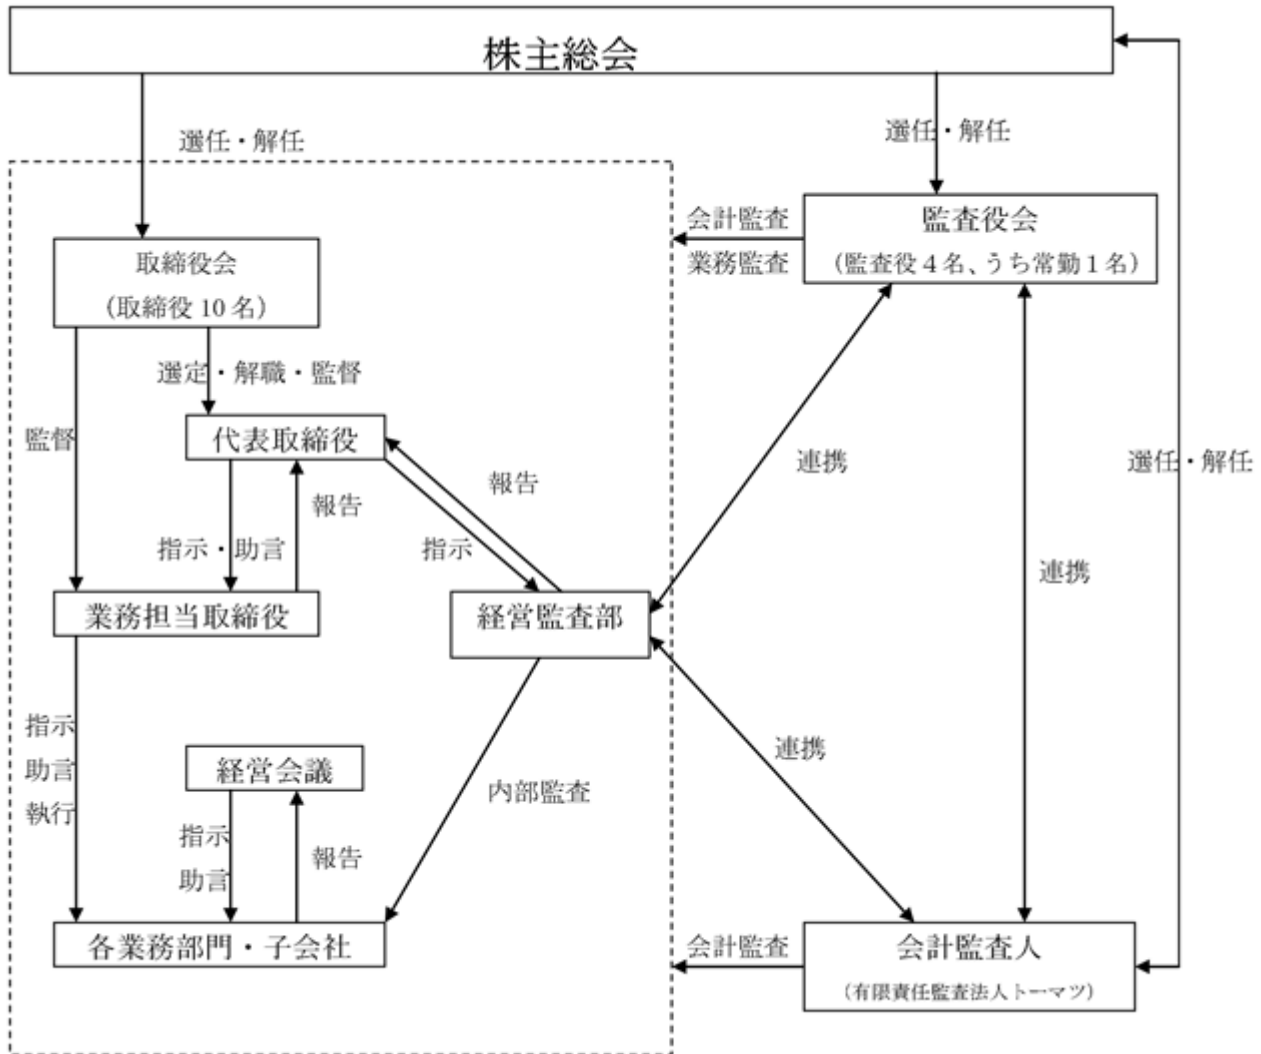 株主総会
選任・解任
選任・解任
監査役会
（監査役４名、うち常勤１名）
会計監査
業務監査
取締役会
（取締役 10 名）
選定・解職・監督
監督
代表取締役
報告
連携
選任・解任
報告
指示・助言
指示
連携
業務担当取締役
経営監査部
指示
助言
執行
連携
経営会議
内部監査
指示
助言
報告
各業務部門・子会社
会計監査
会計監査人
（有限責任監査法人トーマツ）